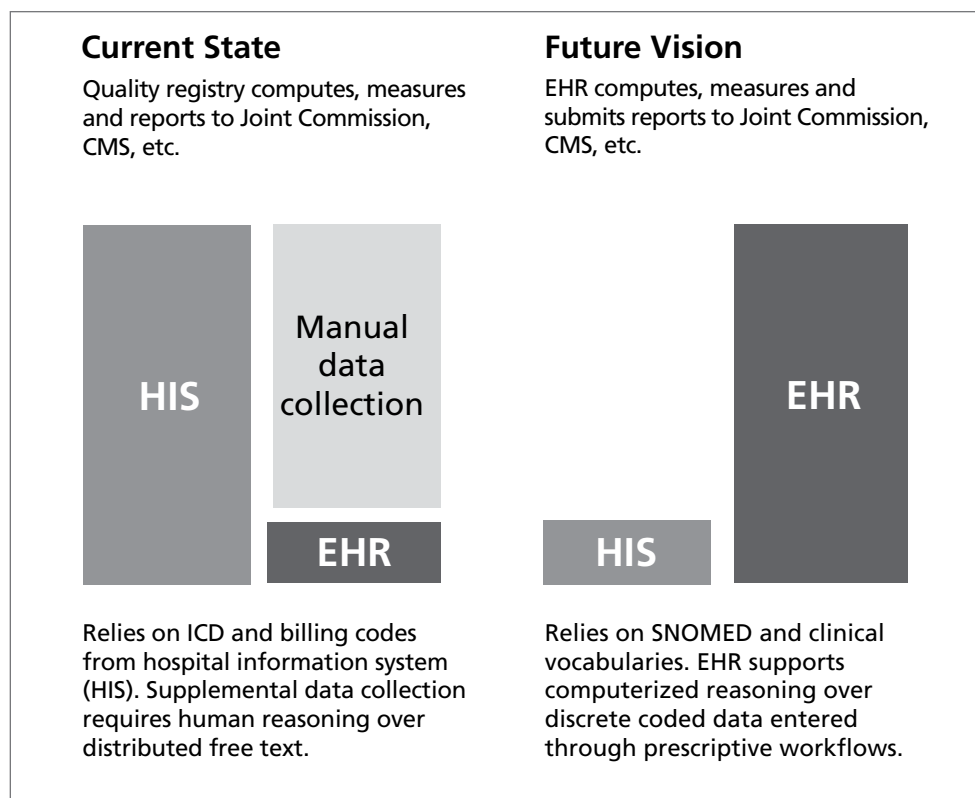 Current State
Quality registry computes, measures
and reports to Joint Commission,
CMS, etc.
HIS
Manual
data
collection
EHR
Relies on ICD and billing codes
from hospital information system
(HIS). Supplemental data collection
requires human reasoning over
distributed free text.
Future Vision
EHR computes, measures and
submits reports to Joint Commission,
CMS, etc.
HIS
EHR
Relies on SNOMED and clinical
vocabularies. EHR supports
computerized reasoning over
discrete coded data entered
through prescriptive workflows.